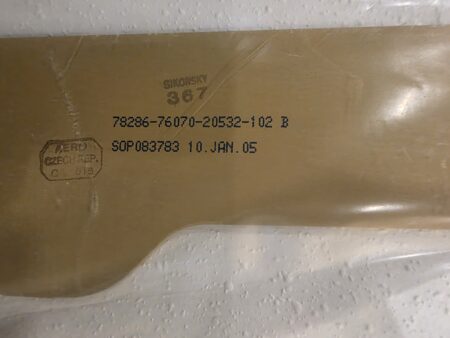 SIKORSKY
367
78286-76070-20532-102 B
SOP083783 10.JAN.05
AERO
CZECH REP.